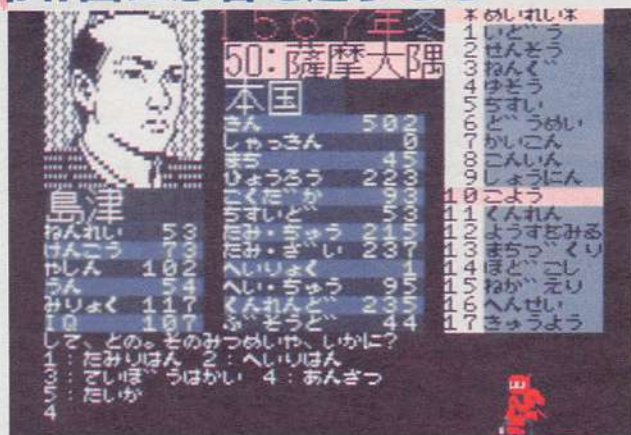 1567年冬
50:薩摩大隅
本国
きん 502
しゃっきん 0
まち 45
ひょうろう 223
こくだか 93
ちすいど 53
たみ・ちゅう 215
たみ・ざい 237
へいりょく 1
へい・ちゅう 95
くんれんど 235
ぶそうど 44
島津
ねんれい 53
けんこう 73
やしん 102
うん 54
みりょく 117
IQ 107
*めいれい*
1 いどう
2 せんそう
3 ねんぐ
4 ゆそう
5 ちすい
6 どうめい
7 かいこん
8 こんいん
9 しょうにん
10 ごよう
11 くんれん
12 ようすをみる
13 まちづくり
14 ほどこし
15 ねがえり
16 へんせい
17 きゅうよう
して、との。そのみつめいや、いかに?
1:たみりはん 2:へいりはん
3:ていぼうはかい 4:あんさつ
5:たいか
4